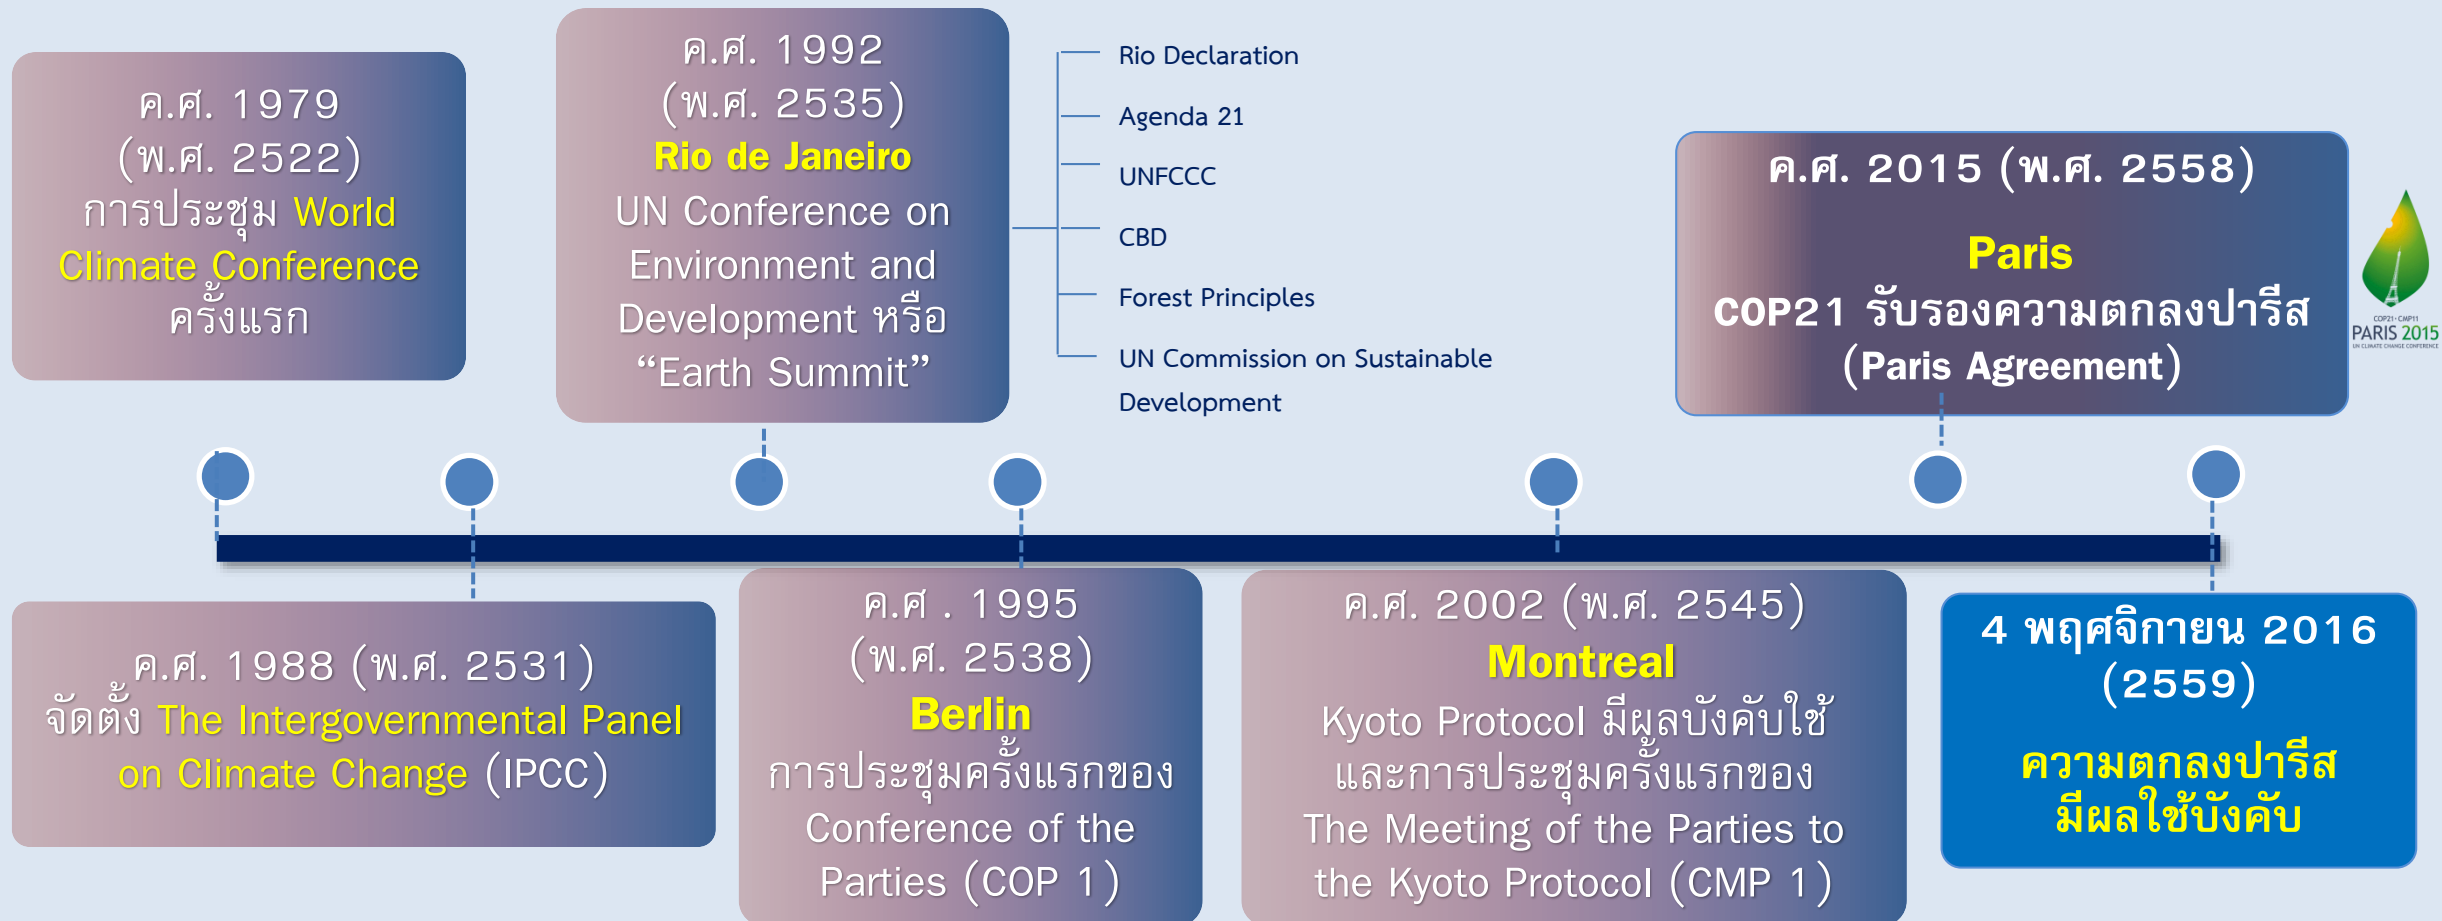 ค.ศ. 1979
(พ.ศ. 2522)
การประชุม World
Climate Conference
ครั้งแรก
ค.ศ. 1992
(พ.ศ. 2535)
Rio de Janeiro
UN Conference on
Environment and
Development หรือ
“Earth Summit”
Rio Declaration
Agenda 21
UNFCCC
CBD
Forest Principles
UN Commission on Sustainable
Development
ค.ศ. 2015 (พ.ศ. 2558)
Paris
COP21 รับรองความตกลงปารีส
(Paris Agreement)
COP21·CMP11
PARIS 2015
UN CLIMATE CHANGE CONFERENCE
ค.ศ. 1988 (พ.ศ. 2531)
จัดตั้ง The Intergovernmental Panel
on Climate Change (IPCC)
ค.ศ . 1995
(พ.ศ. 2538)
Berlin
การประชุมครั้งแรกของ
Conference of the
Parties (COP 1)
ค.ศ. 2002 (พ.ศ. 2545)
Montreal
Kyoto Protocol มีผลบังคับใช้
และการประชุมครั้งแรกของ
The Meeting of the Parties to
the Kyoto Protocol (CMP 1)
4 พฤศจิกายน 2016
(2559)
ความตกลงปารีส
มีผลใช้บังคับ